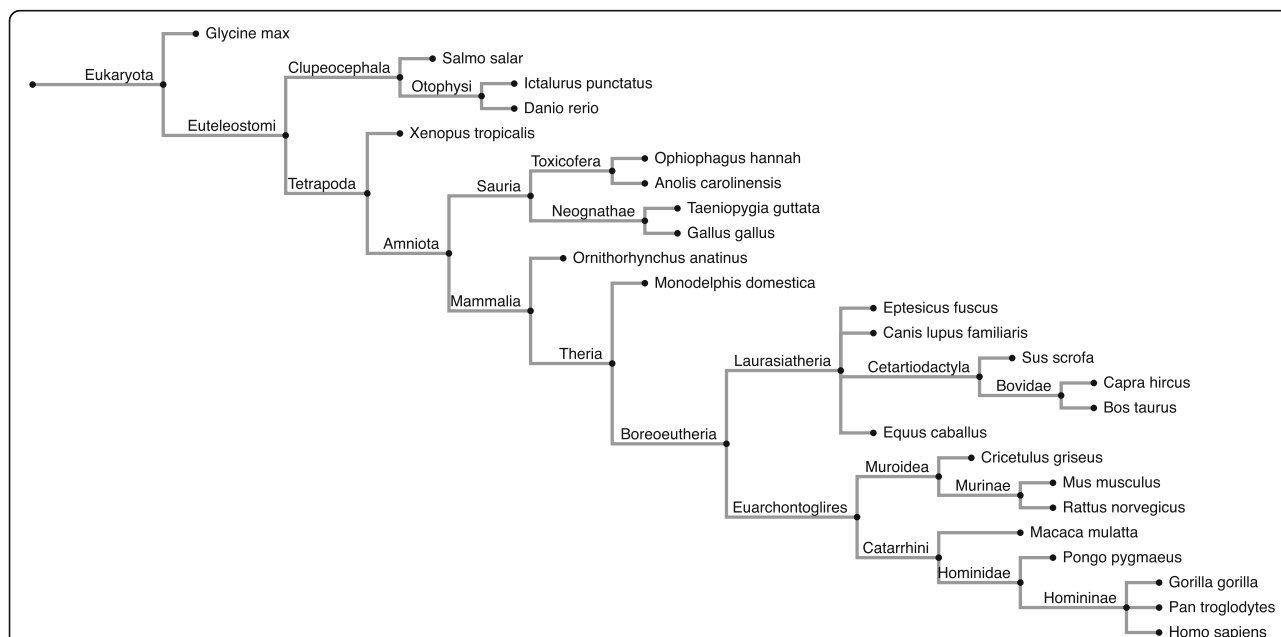 Glycine max
Eukaryota
Salmo salar
Clupeocephala
Otophysi
Ictalurus punctatus
Danio rerio
Euteleostomi
Xenopus tropicalis
Tetrapoda
Toxicofera
Ophiophagus hannah
Anolis carolinensis
Sauria
Neognathae
Taeniopygia guttata
Gallus gallus
Amniota
Ornithorhynchus anatinus
Mammalia
Monodelphis domestica
Theria
Eptesicus fuscus
Canis lupus familiaris
Laurasiatheria
Cetartiodactyla
Sus scrofa
Bovidae
Capra hircus
Bos taurus
Boreoeutheria
Equus caballus
Muroidea
Cricetulus griseus
Murinae
Mus musculus
Rattus norvegicus
Euarchontoglires
Catarrhini
Macaca mulatta
Hominidae
Pongo pygmaeus
Homininae
Gorilla gorilla
Pan troglodytes
Homo sapiens